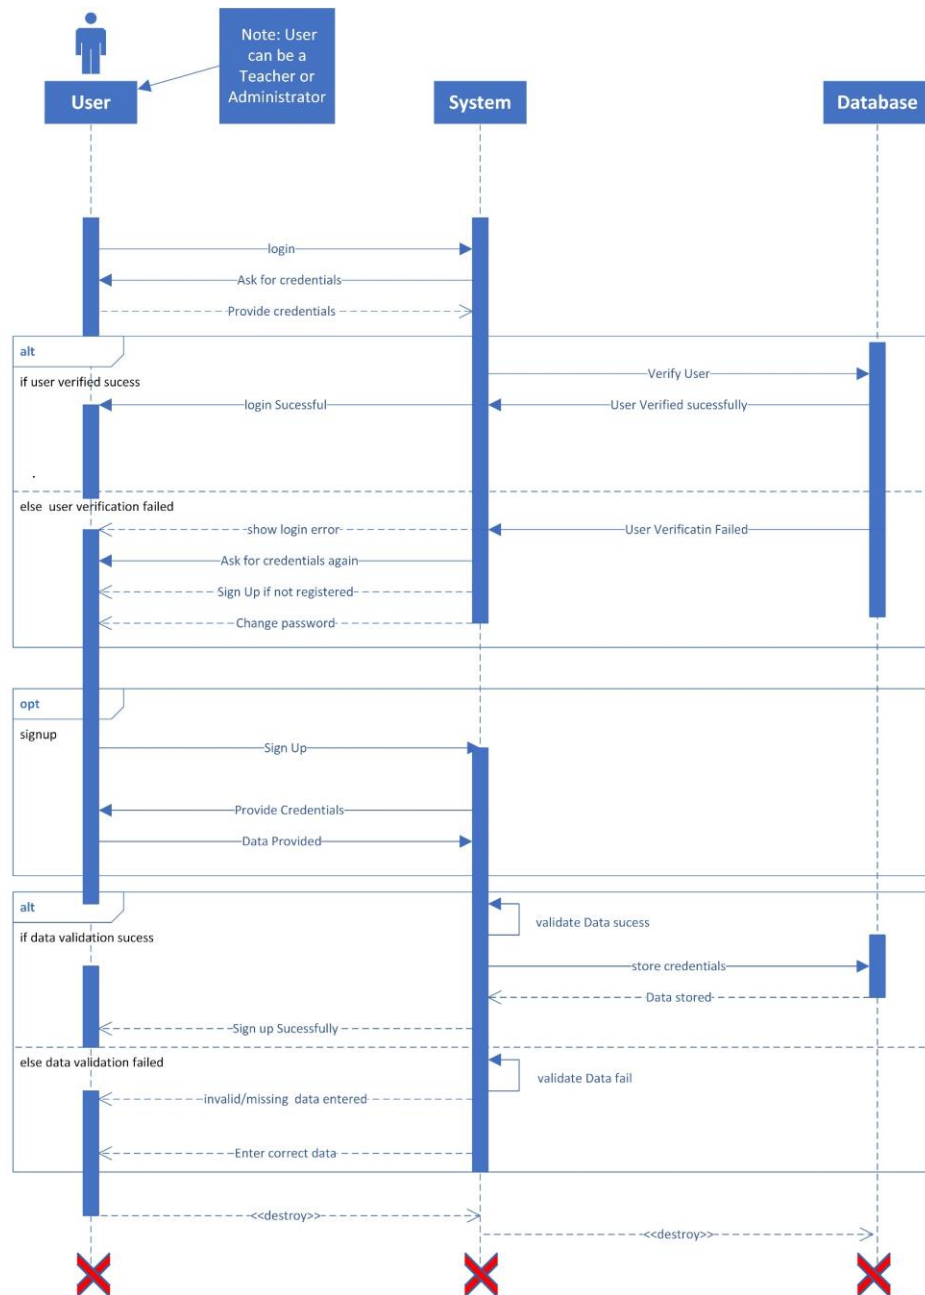 Note: User
can be a
Teacher or
Administrator
User
System
Database
login
Ask for credentials
Provide credentials
alt
if user verified sucess
Verify User
login Sucessful
User Verified sucessfully
.
else user verification failed
show login error
User Verificatin Failed
Ask for credentials again
Sign Up if not registered
Change password
opt
signup
Sign Up
Provide Credentials
Data Provided
alt
validate Data sucess
if data validation sucess
store credentials
Data stored
Sign up Sucessfully
else data validation failed
validate Data fail
invalid/missing data entered
Enter correct data
<<destroy>>
<<destroy>>